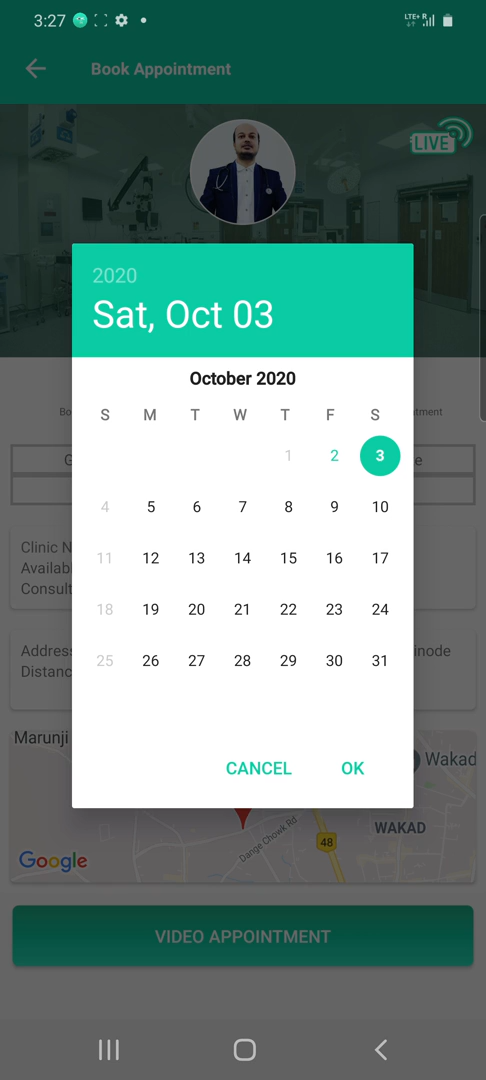 3:27 LTE+ R
Book Appointment
LIVE
2020
Sat, Oct 03
October 2020
S M T W T F S
1 2 3
4 5 6 7 8 9 10
11 12 13 14 15 16 17
18 19 20 21 22 23 24
25 26 27 28 29 30 31
Clinic N
Availab
Consult
Address
inode
Distanc
CANCEL OK
Marunji
Wakad
WAKAD
Dange Chowk Rd
48
Google
VIDEO APPOINTMENT